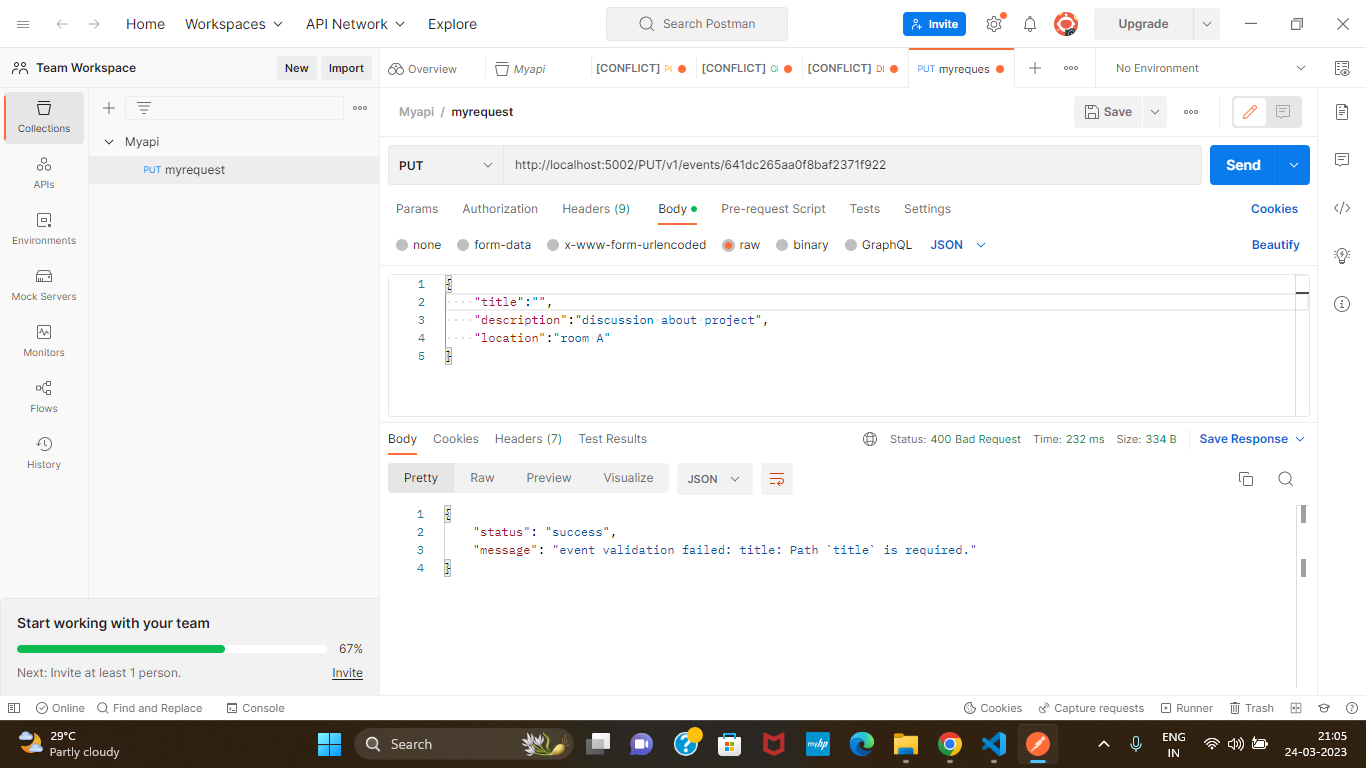 Home
Workspaces
API Network
Explore
Search Postman
Invite
Upgrade
Team Workspace
New
Import
Overview
Myapi
[CONFLICT]
[CONFLICT]
[CONFLICT]
PUT myreques
No Environment
Collections
APIs
Environments
Mock Servers
Monitors
Flows
History
Myapi
PUT myrequest
Myapi / myrequest
Save
PUT
http://localhost:5002/PUT/v1/events/641dc265aa0f8baf2371f922
Send
Params
Authorization
Headers (9)
Body
Pre-request Script
Tests
Settings
Cookies
none
form-data
x-www-form-urlencoded
raw
binary
GraphQL
JSON
Beautify
1 {
2 "title":"",
3 "description":"discussion about project",
4 "location":"room A"
5 }
Body
Cookies
Headers (7)
Test Results
Status: 400 Bad Request
Time: 232 ms
Size: 334 B
Save Response
Pretty
Raw
Preview
Visualize
JSON
1 {
2 "status": "success",
3 "message": "event validation failed: title: Path `title` is required."
4 }
Start working with your team
67%
Next: Invite at least 1 person.
Invite
Online
Find and Replace
Console
Cookies
Capture requests
Runner
Trash
29°C
Partly cloudy
Search
myhp
ENG
IN
21:05
24-03-2023